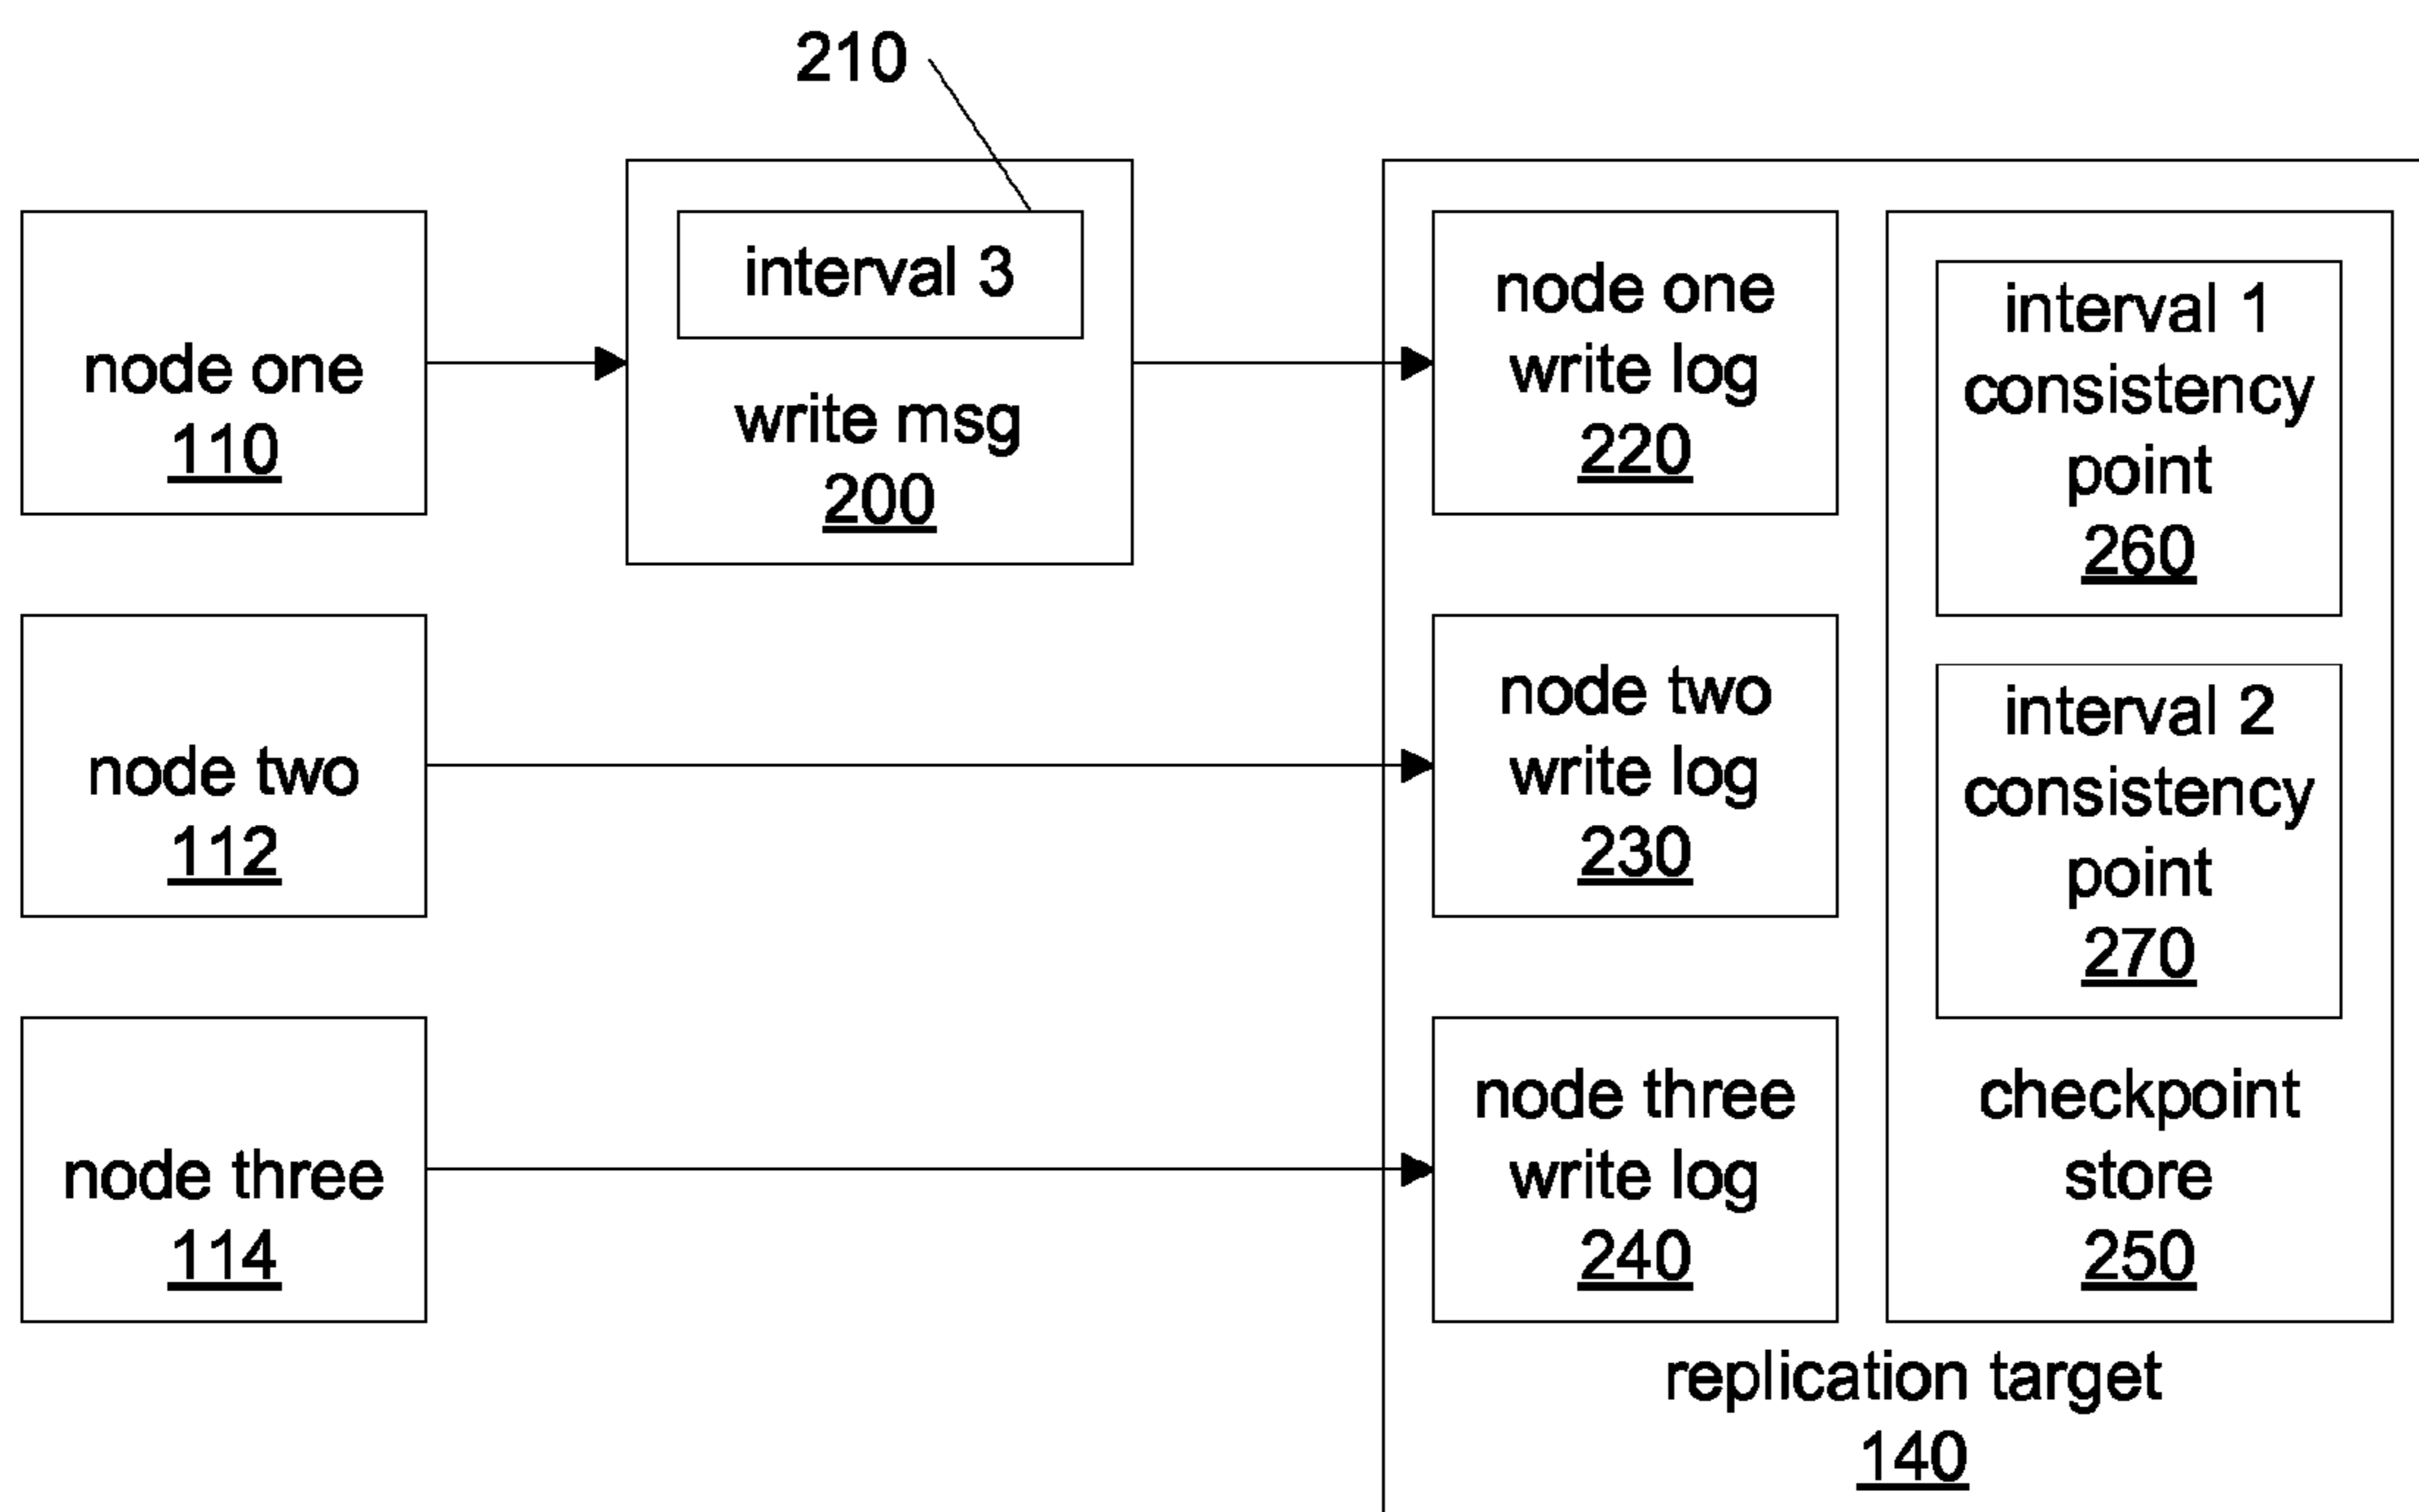 210
node one
110
interval 3
write msg
200
node one
write log
220
interval 1
consistency
point
260
node two
112
node two
write log
230
interval 2
consistency
point
270
node three
114
node three
write log
240
checkpoint
store
250
replication target
140